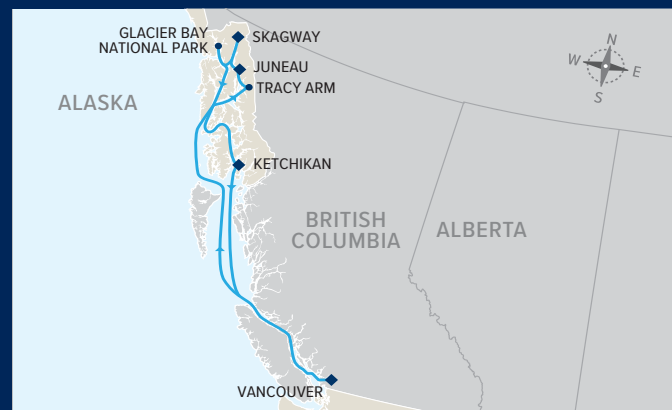 GLACIER BAY
NATIONAL PARK
SKAGWAY
JUNEAU
TRACY ARM
ALASKA
N
W
E
S
KETCHIKAN
BRITISH
COLUMBIA
ALBERTA
VANCOUVER